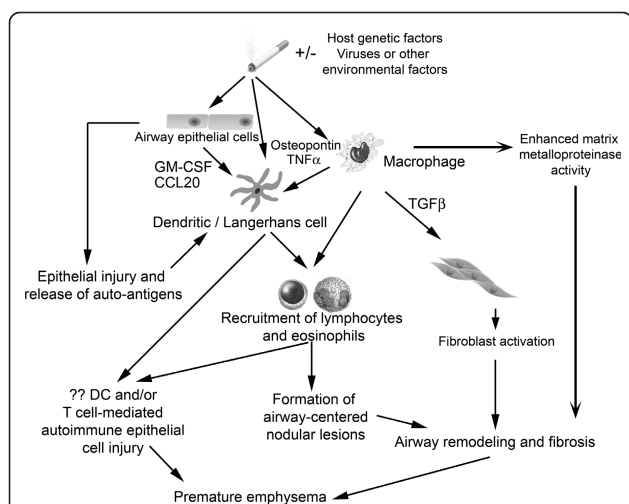 +/-
Host genetic factors
Viruses or other
environmental factors
Airway epithelial cells
Osteopontin
TNFα
Macrophage
Enhanced matrix
metalloproteinase
activity
GM-CSF
CCL20
Dendritic / Langerhans cell
TGFβ
Epithelial injury and
release of auto-antigens
Recruitment of lymphocytes
and eosinophils
Fibroblast activation
?? DC and/or
T cell-mediated
autoimmune epithelial
cell injury
Formation of
airway-centered
nodular lesions
Airway remodeling and fibrosis
Premature emphysema